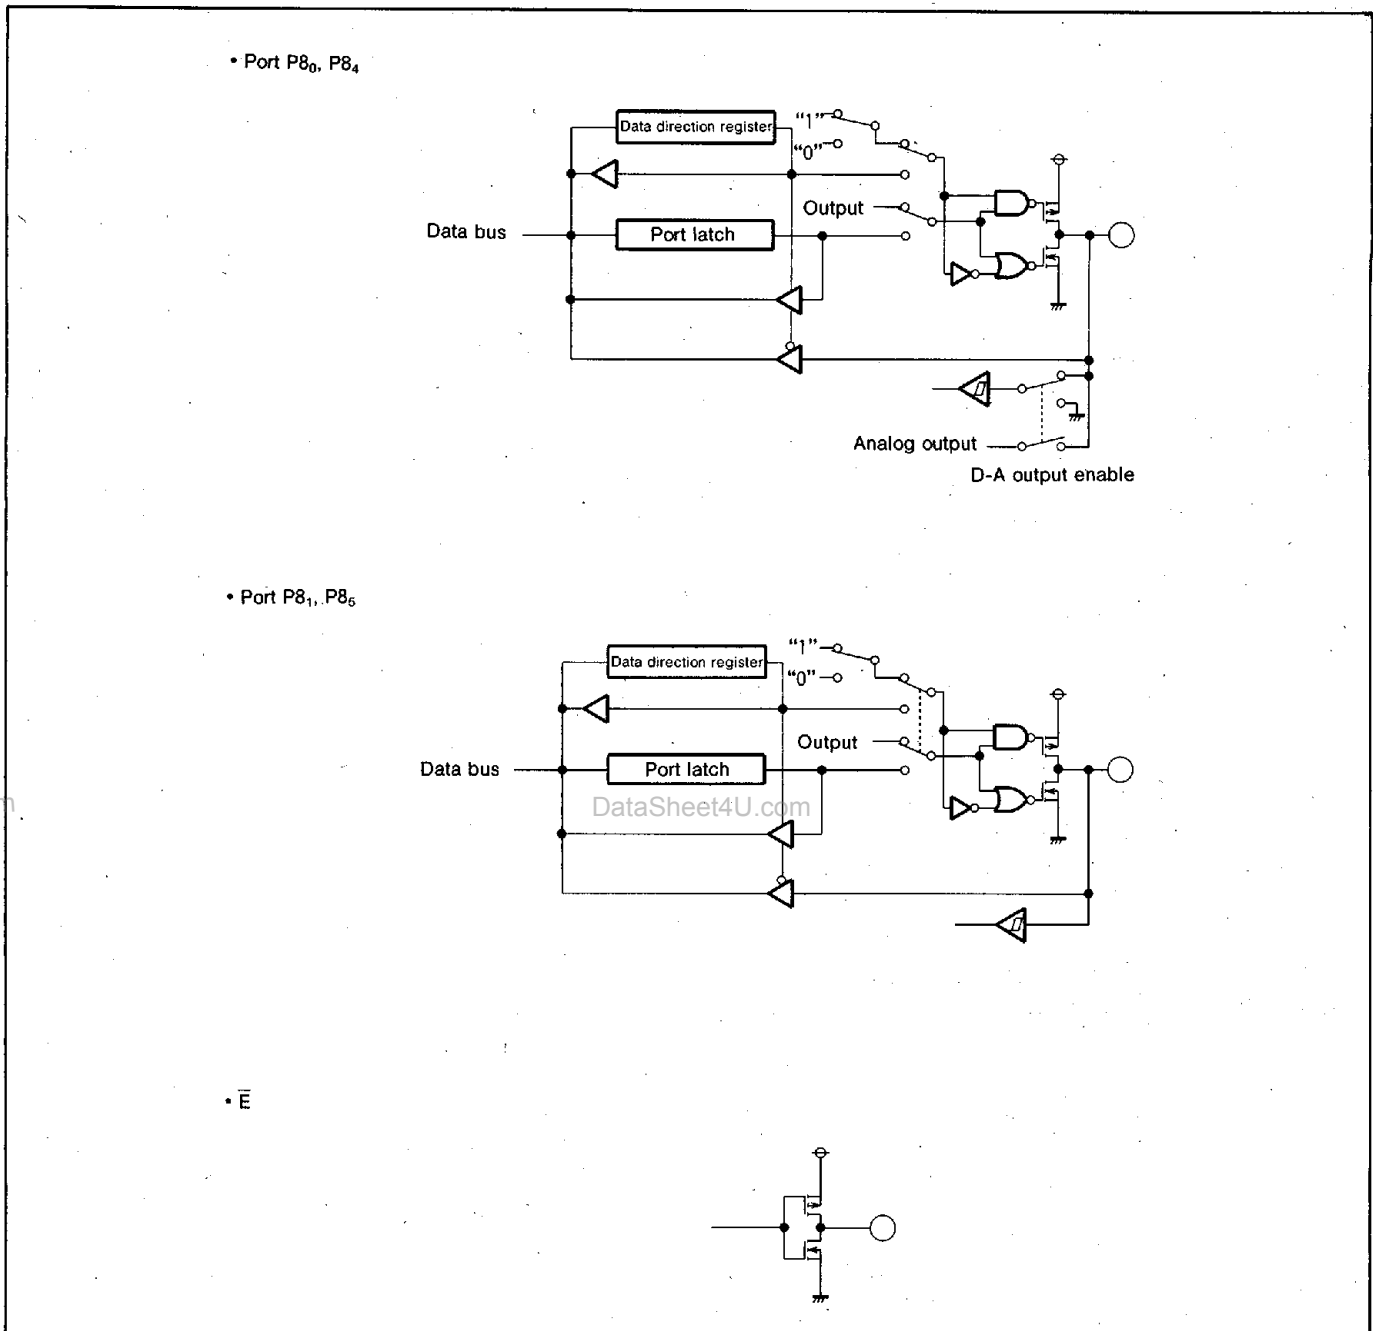 • Port P8₀, P8₄
Data direction register
"1"
"0"
Output
Data bus
Port latch
Analog output
D-A output enable
• Port P8₁, P8₅
Data direction register
"1"
"0"
Output
Data bus
Port latch
DataSheet4U.com
• E̅